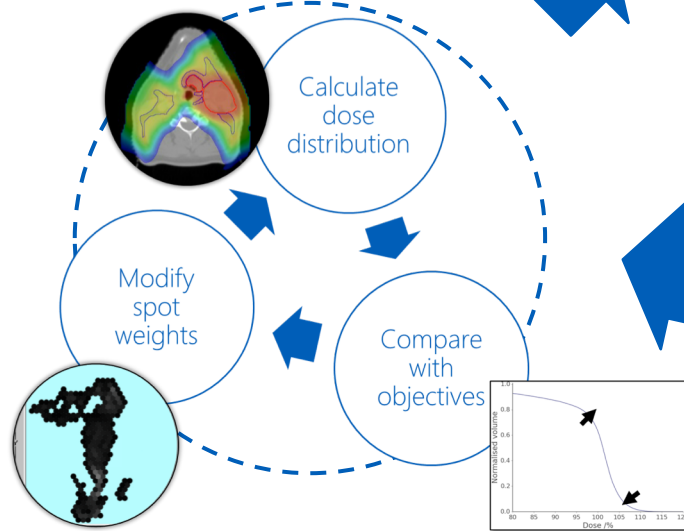 Calculate
dose
distribution
Modify
spot
weights
Compare
with
objectives
Normalised volume
1.0
0.8
0.6
0.4
0.2
0.0
80 85 90 95 100 105 110 115
Dose /%